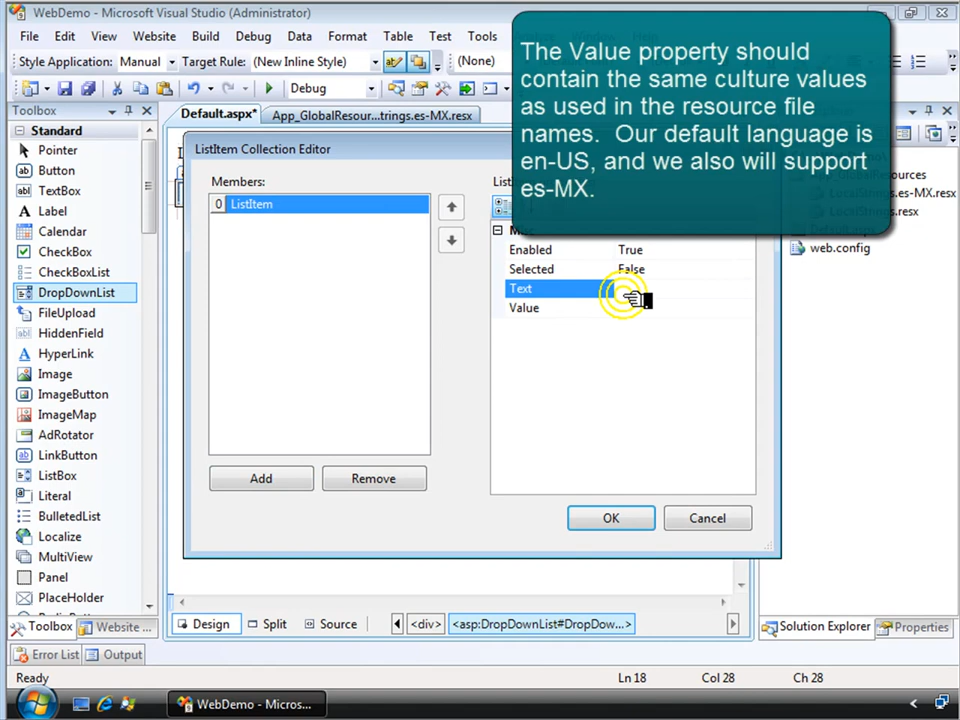 WebDemo - Microsoft Visual Studio (Administrator)
File Edit View Website Build Debug Data Format Table Test Tools
Style Application: Manual Target Rule: (New Inline Style) (None)
Debug
The Value property should
contain the same culture values
as used in the resource file
names. Our default language is
en-US, and we also will support
es-MX.
Toolbox
Default.aspx* App_GlobalResour...trings.es-MX.resx
Standard
Pointer
Button
TextBox
Label
Calendar
CheckBox
CheckBoxList
DropDownList
FileUpload
HiddenField
HyperLink
Image
ImageButton
ImageMap
AdRotator
LinkButton
ListBox
Literal
BulletedList
Localize
MultiView
Panel
PlaceHolder
ListItem Collection Editor
Members:
0 ListItem
Add Remove
Enabled True
Selected False
Text
Value
OK Cancel
web.config
Toolbox Website ...
Design Split Source <div> <asp:DropDownList#DropDow...>
Solution Explorer Properties
Error List Output
Ready Ln 18 Col 28 Ch 28
WebDemo - Micros...